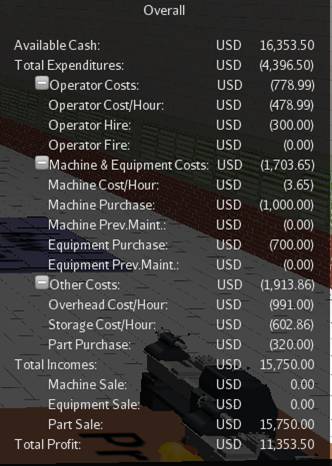 Overall
Available Cash: USD 16,353.50
Total Expenditures: USD (4,396.50)
Operator Costs: USD (778.99)
Operator Cost/Hour: USD (478.99)
Operator Hire: USD (300.00)
Operator Fire: USD (0.00)
Machine & Equipment Costs: USD (1,703.65)
Machine Cost/Hour: USD (3.65)
Machine Purchase: USD (1,000.00)
Machine Prev.Maint.: USD (0.00)
Equipment Purchase: USD (700.00)
Equipment Prev.Maint.: USD (0.00)
Other Costs: USD (1,913.86)
Overhead Cost/Hour: USD (991.00)
Storage Cost/Hour: USD (602.86)
Part Purchase: USD (320.00)
Total Incomes: USD 15,750.00
Machine Sale: USD 0.00
Equipment Sale: USD 0.00
Part Sale: USD 15,750.00
Total Profit: USD 11,353.50